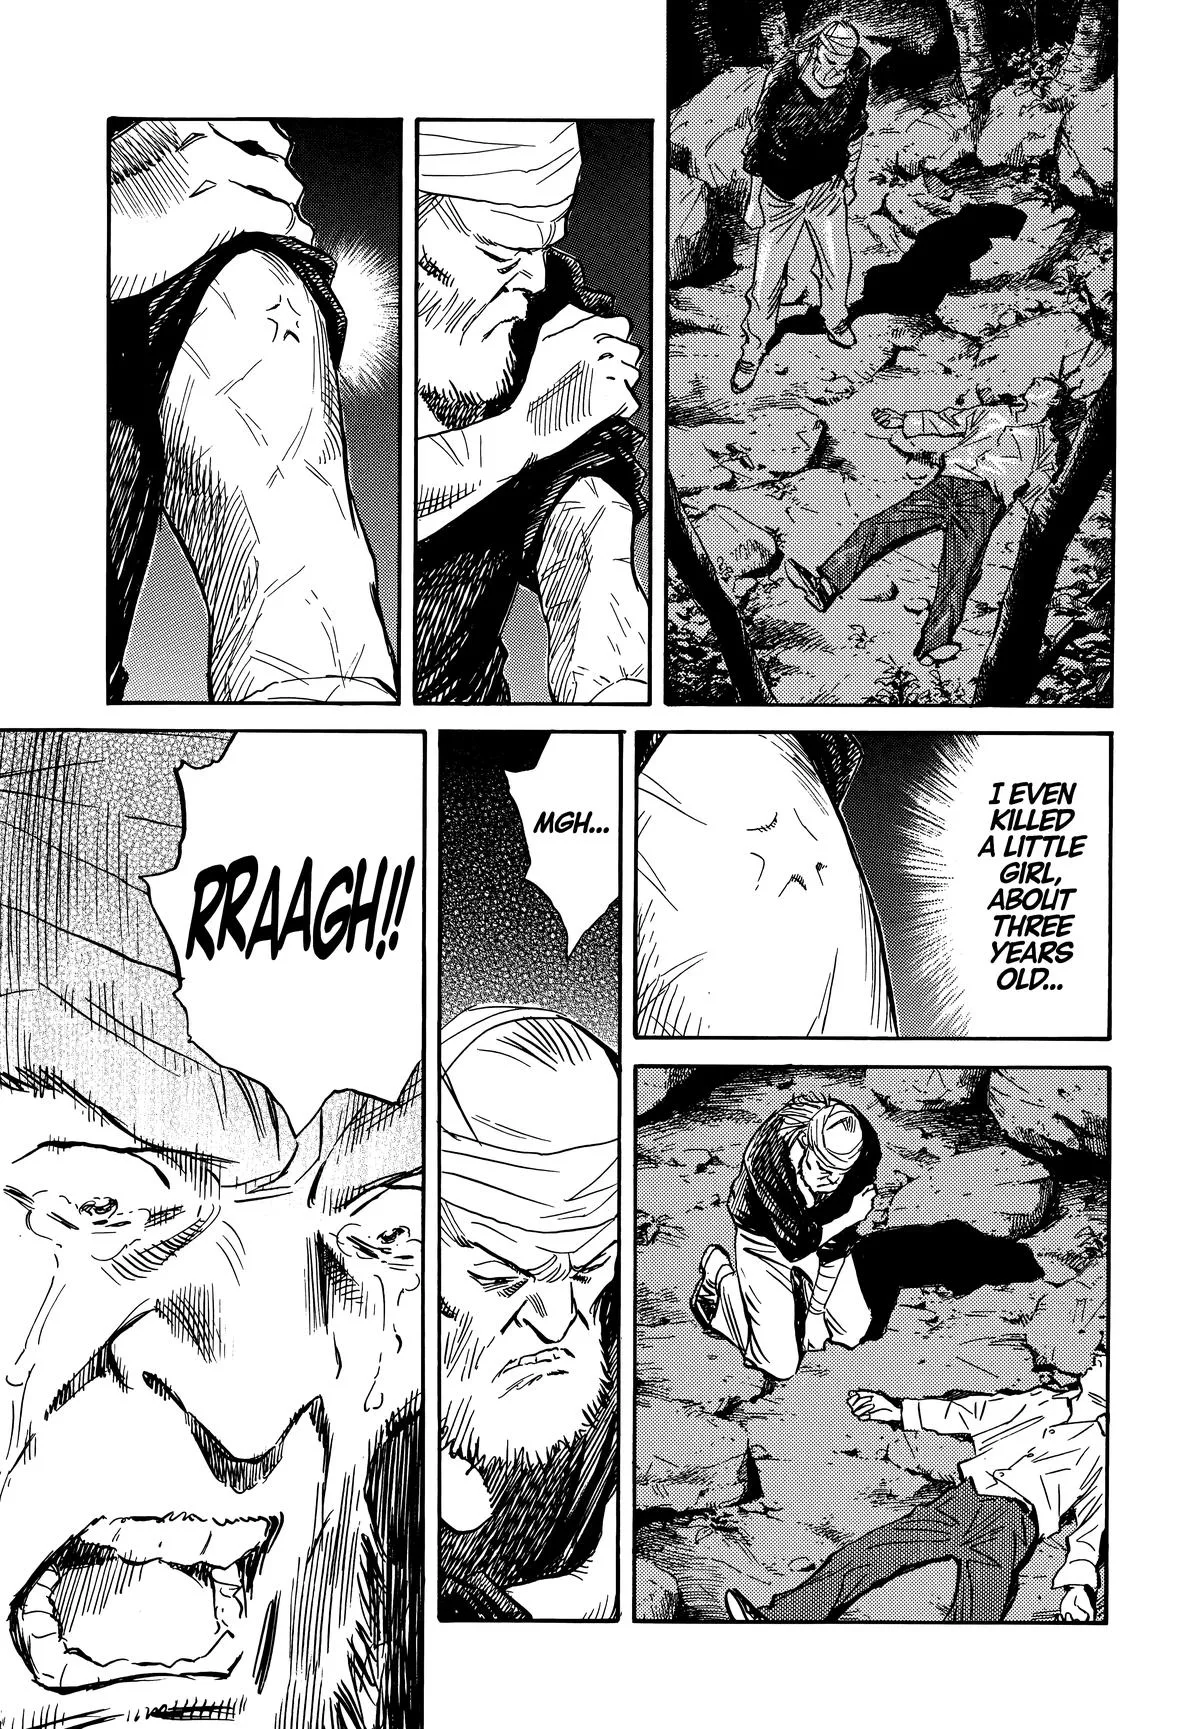 I EVEN
KILLED
A LITTLE
GIRL,
ABOUT
THREE
YEARS
OLD...
MGH...
RRAAGH!!